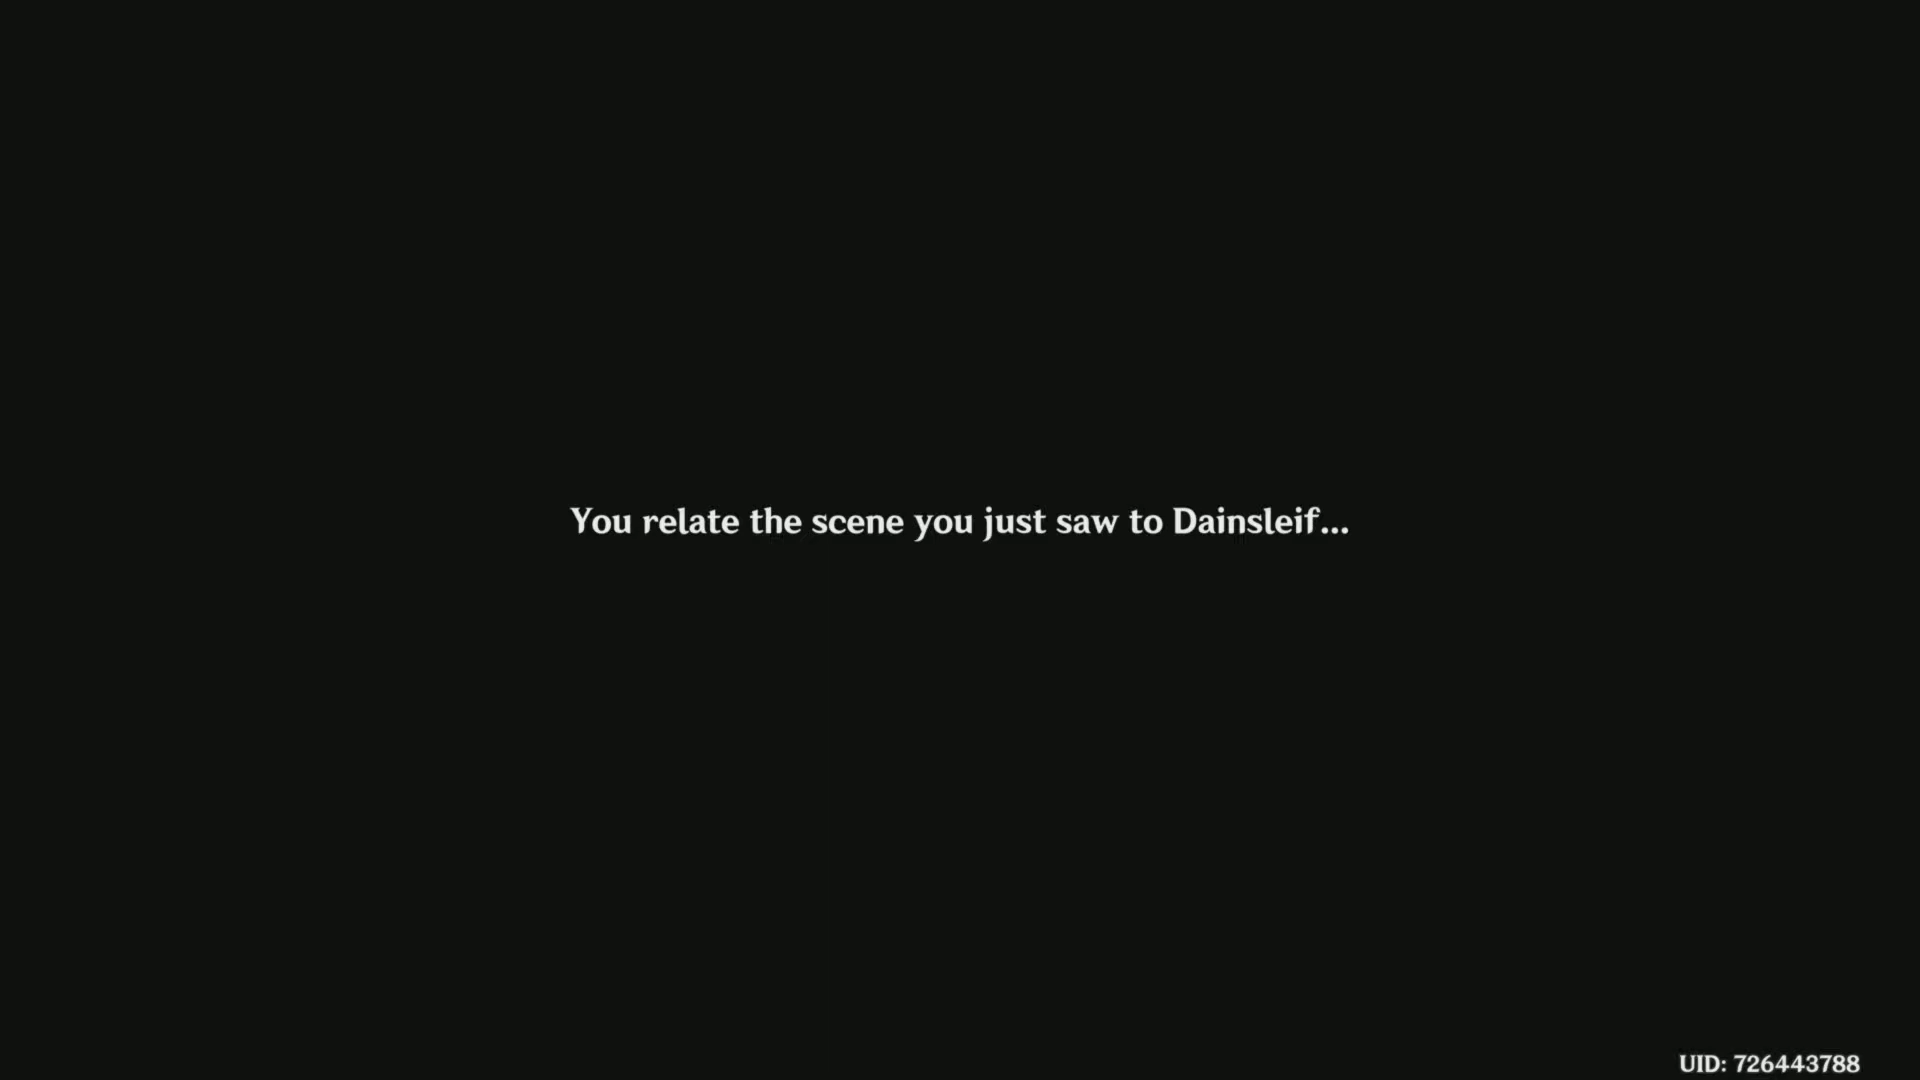 You relate the scene you just saw to Dainsleif...
UID: 726443788